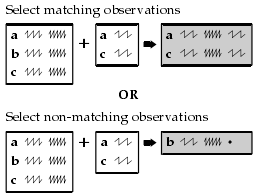 Select matching observations
a + a ➡ a
b c c
c
OR
Select non-matching observations
a + a ➡ b •
b c
c